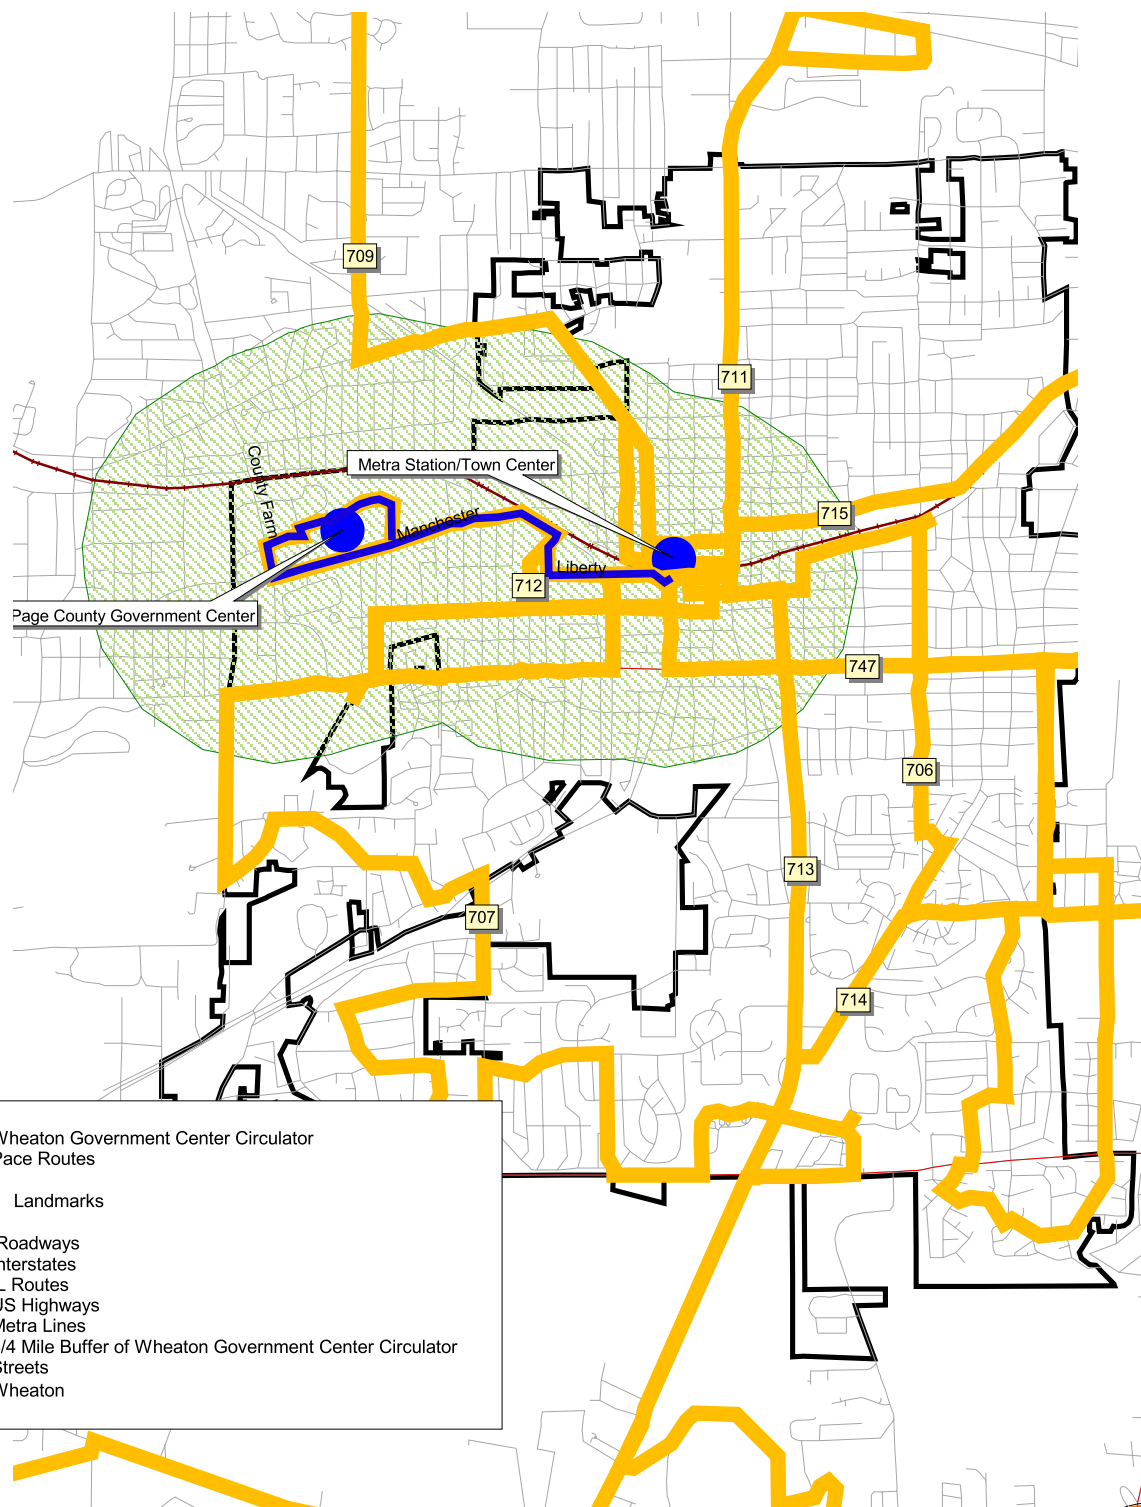 709
711
County Farm
Metra Station/Town Center
715
Manchester
Liberty
712
Page County Government Center
747
706
713
707
714
Wheaton Government Center Circulator
Pace Routes
Landmarks
Roadways
nterstates
L Routes
US Highways
Metra Lines
/4 Mile Buffer of Wheaton Government Center Circulator
Streets
Wheaton